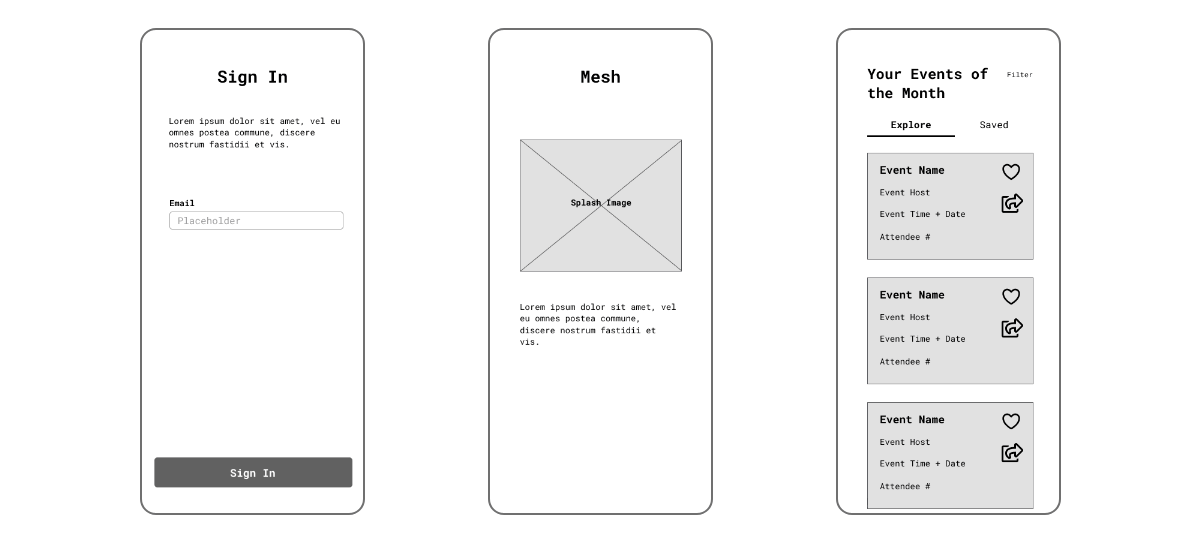 Sign In
Lorem ipsum dolor sit amet, vel eu
omnes postea commune, discere
nostrum fastidii et vis.
Email
Placeholder
Sign In
Mesh
Splash Image
Lorem ipsum dolor sit amet, vel
eu omnes postea commune,
discere nostrum fastidii et
vis.
Your Events of
the Month
Filter
Explore
Saved
Event Name
Event Host
Event Time + Date
Attendee #
Event Name
Event Host
Event Time + Date
Attendee #
Event Name
Event Host
Event Time + Date
Attendee #